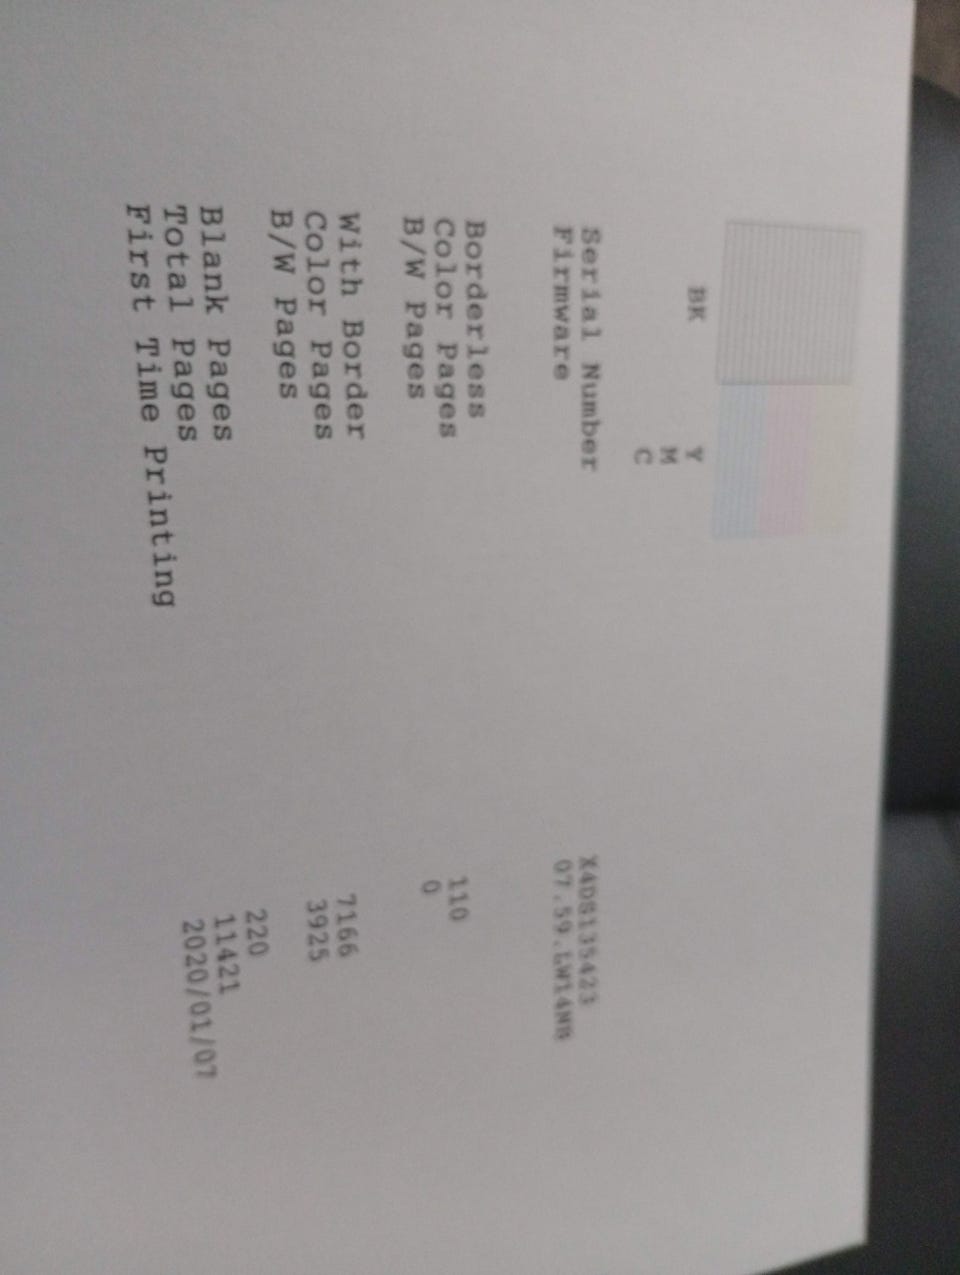 BK
Y
M
C
Serial Number X4DS135423
Firmware 07.59.LW14NB
Borderless
Color Pages 110
B/W Pages 0
With Border
Color Pages 7166
B/W Pages 3925
Blank Pages 220
Total Pages 11421
First Time Printing 2020/01/07